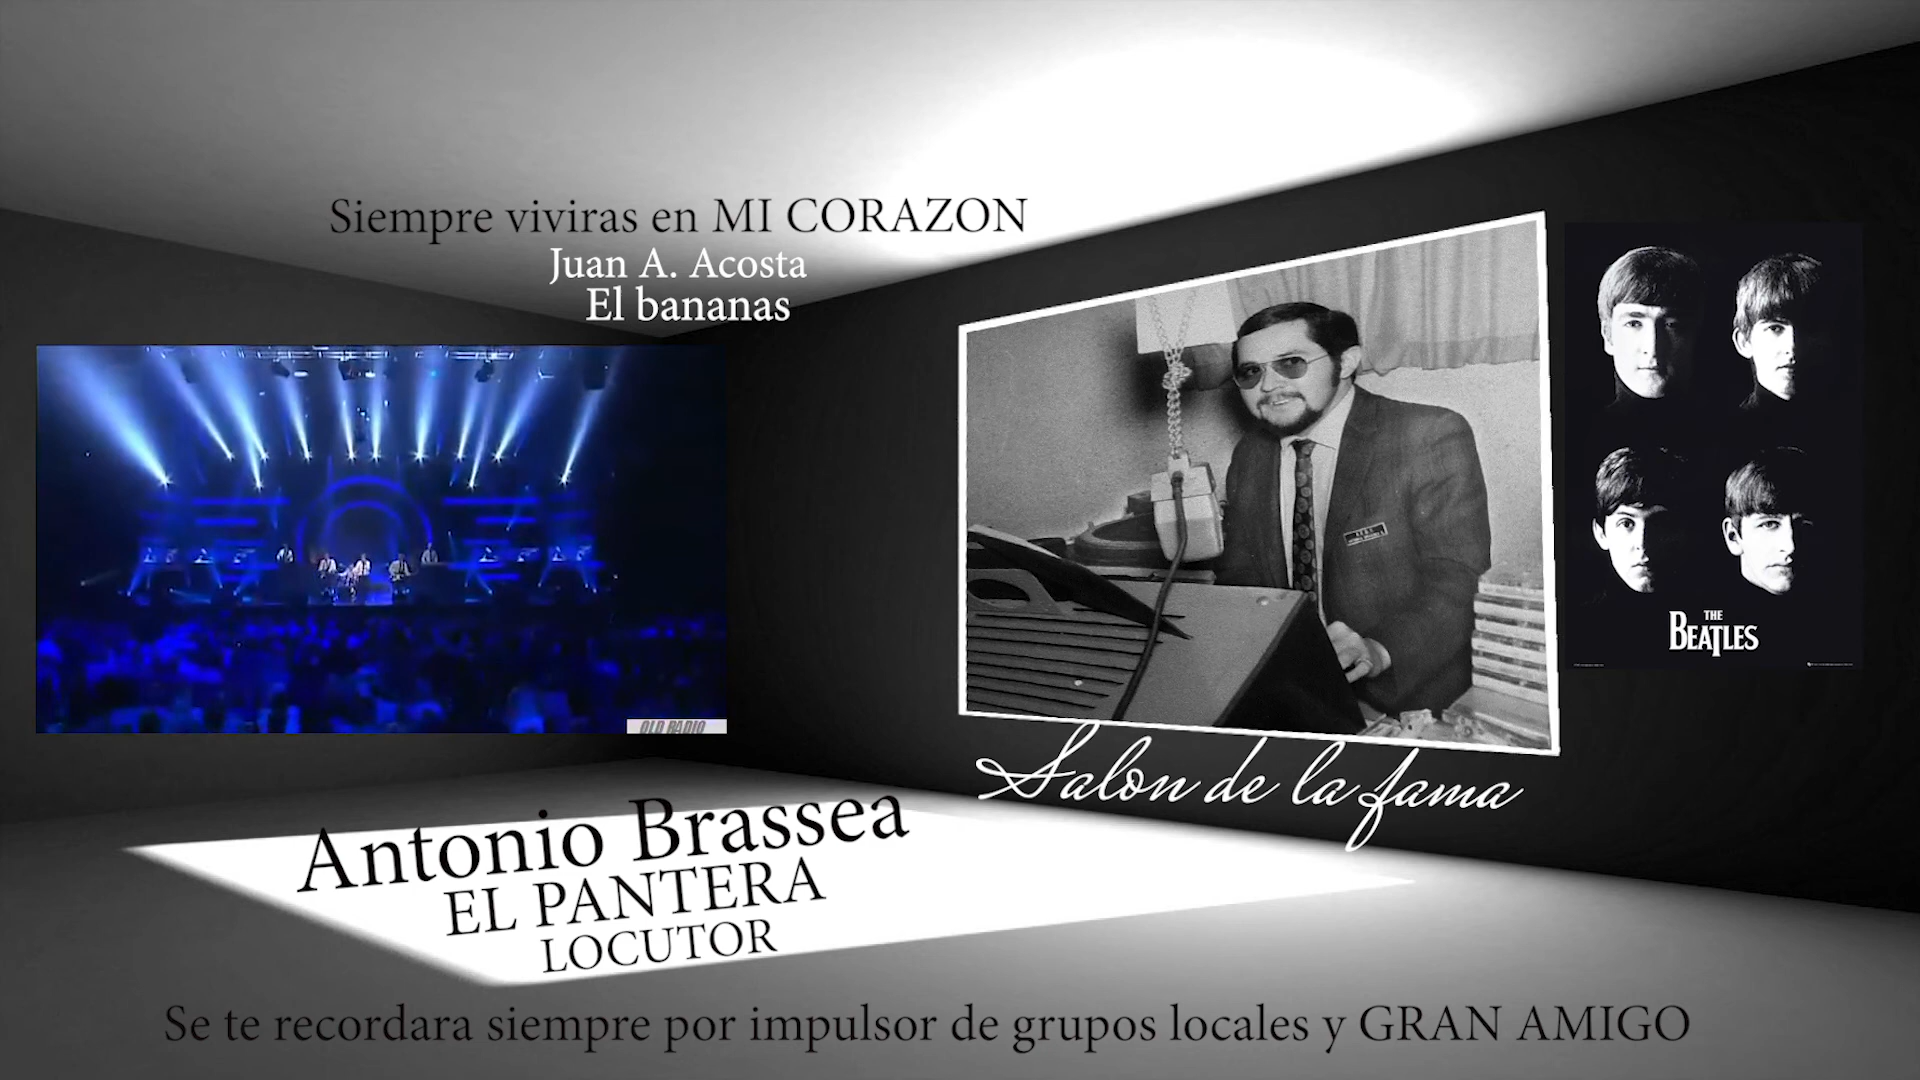 Siempre viviras en MI CORAZON
Juan A. Acosta
El bananas
OLD RADIO
THE
BEATLES
Salon de la fama
Antonio Brassea
EL PANTERA
LOCUTOR
Se te recordara siempre por impulsor de grupos locales y GRAN AMIGO